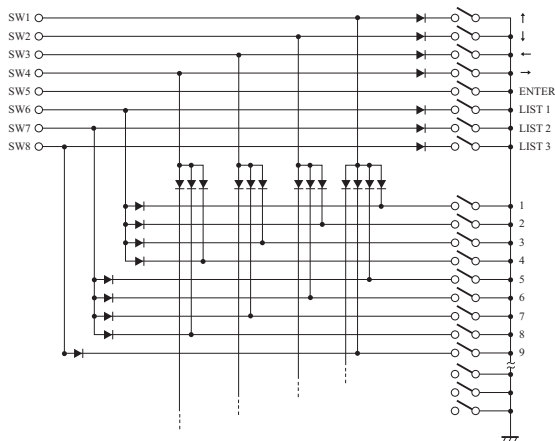 SW1 ↑
SW2 ↓
SW3 ←
SW4 →
SW5 ENTER
SW6 LIST 1
SW7 LIST 2
SW8 LIST 3
1
2
3
4
5
6
7
8
9